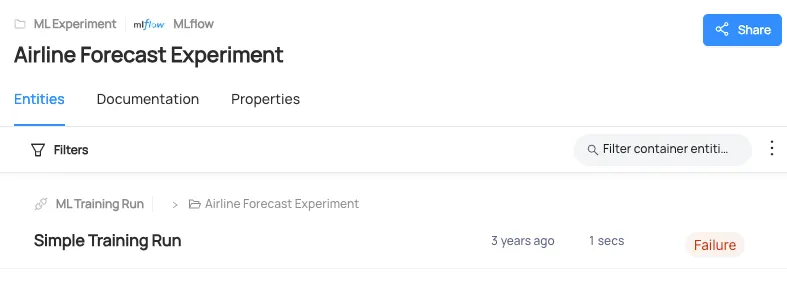 ML Experiment mlflow MLflow
Airline Forecast Experiment
Share
Entities Documentation Properties
Filters
Filter container entiti...
ML Training Run > Airline Forecast Experiment
Simple Training Run 3 years ago 1 secs Failure